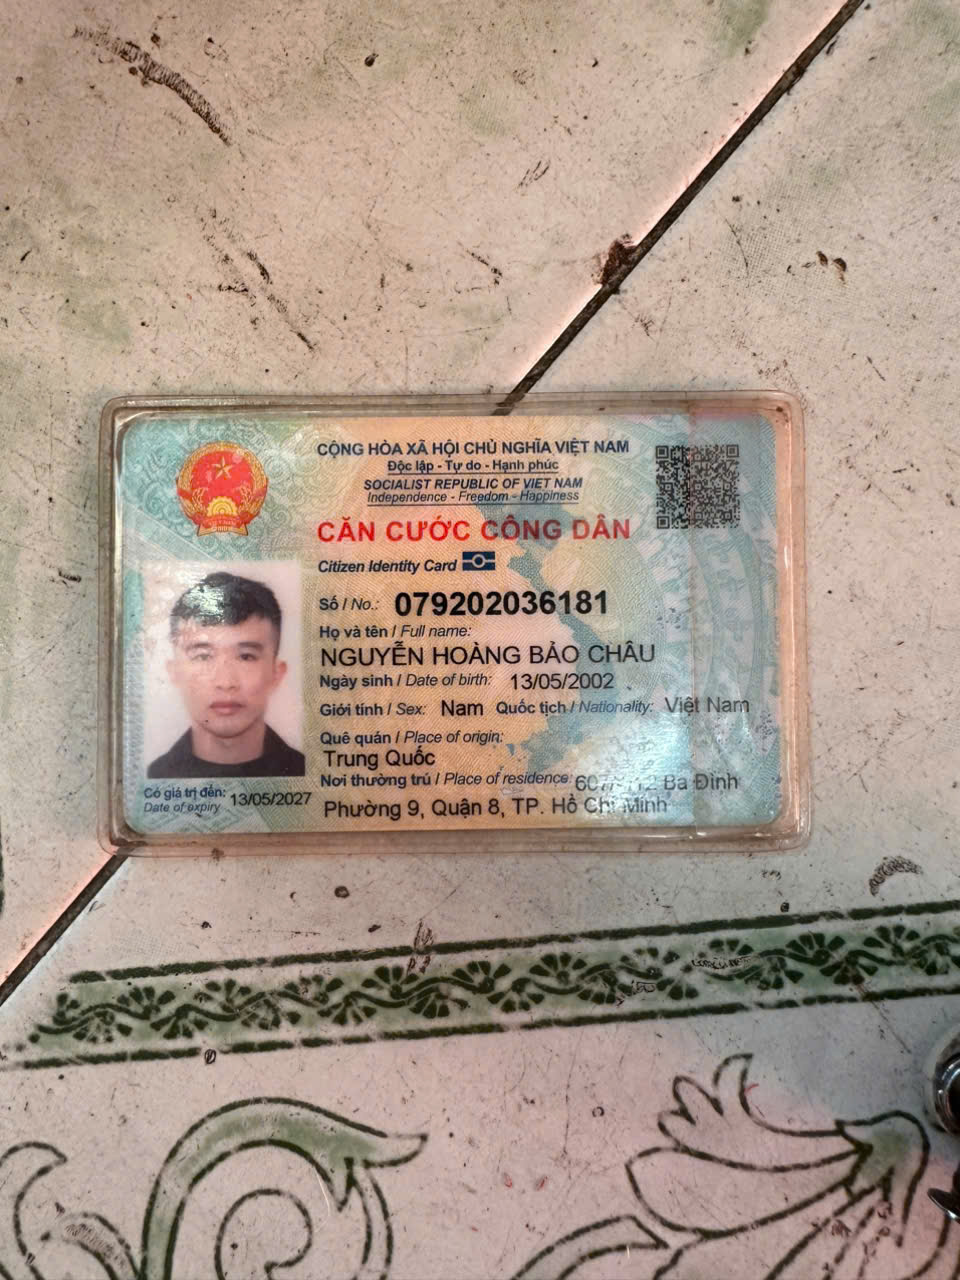 CỘNG HÒA XÃ HỘI CHỦ NGHĨA VIỆT NAM
Độc lập - Tự do - Hạnh phúc
SOCIALIST REPUBLIC OF VIET NAM
Independence - Freedom - Happiness
CĂN CƯỚC CÔNG DÂN
Citizen Identity Card
Số / No.: 079202036181
Họ và tên / Full name:
NGUYỄN HOÀNG BẢO CHÂU
Ngày sinh / Date of birth: 13/05/2002
Giới tính / Sex: Nam Quốc tịch / Nationality: Việt Nam
Quê quán / Place of origin:
Trung Quốc
Nơi thường trú / Place of residence: Ba Đình
Phường 9, Quận 8, TP. Hồ Chí Minh
Có giá trị đến: 13/05/2027
Date of expiry